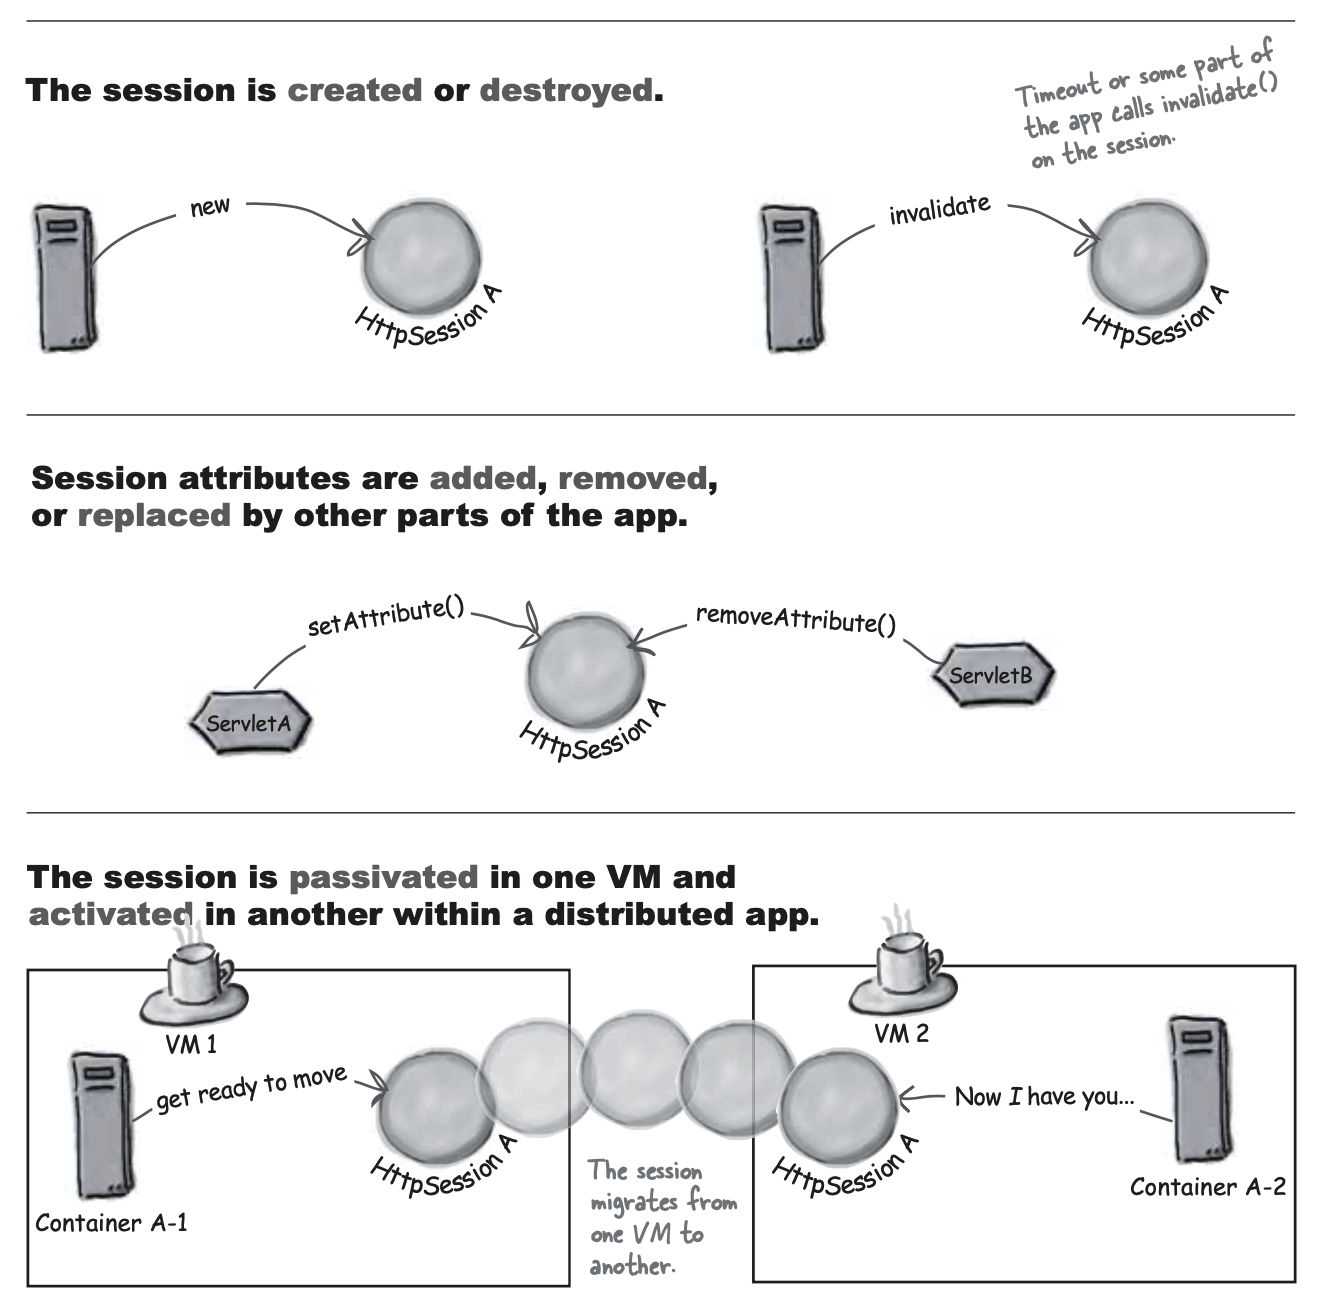 The session is created or destroyed.
Timeout or some part of
the app calls invalidate()
on the session.
new
HttpSession A
invalidate
HttpSession A
Session attributes are added, removed,
or replaced by other parts of the app.
setAttribute()
removeAttribute()
ServletA
HttpSession A
ServletB
The session is passivated in one VM and
activated in another within a distributed app.
VM 1
get ready to move
HttpSession A
Container A-1
The session
migrates from
one VM to
another.
VM 2
Now I have you...
HttpSession A
Container A-2